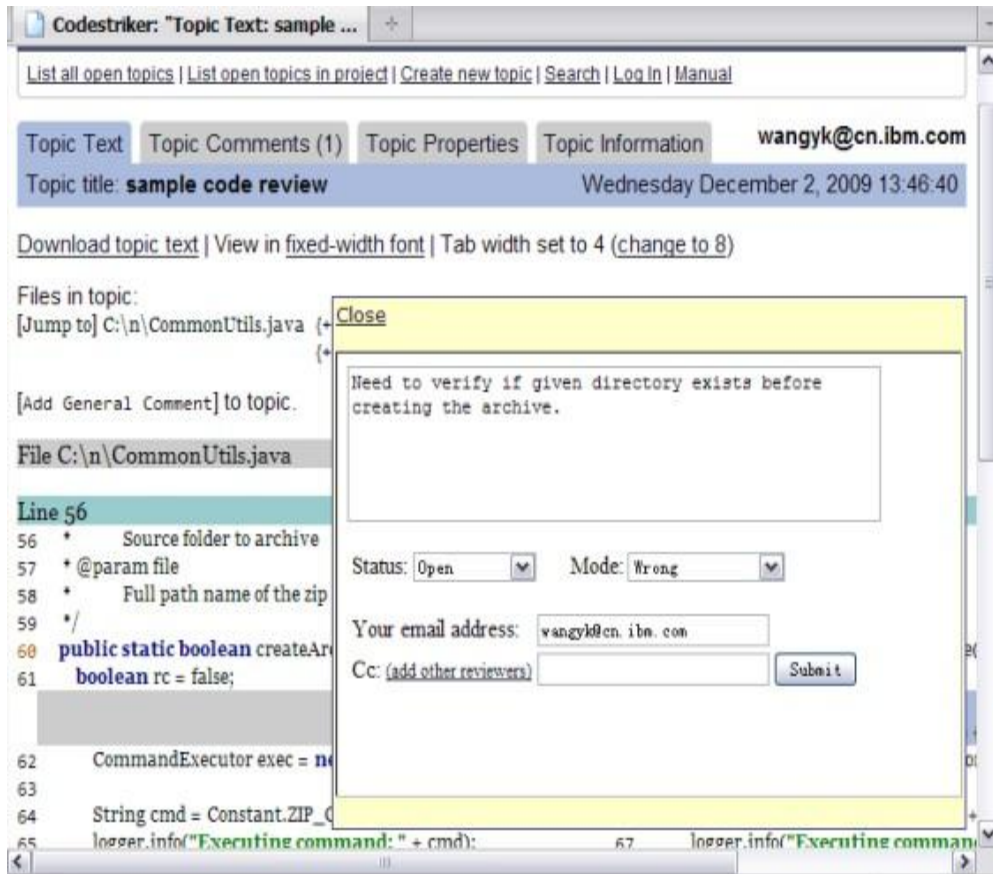 Codestriker: "Topic Text: sample ...
List all open topics | List open topics in project | Create new topic | Search | Log In | Manual
Topic Text Topic Comments (1) Topic Properties Topic Information wangyk@cn.ibm.com
Topic title: sample code review Wednesday December 2, 2009 13:46:40
Download topic text | View in fixed-width font | Tab width set to 4 (change to 8)
Files in topic:
[Jump to] C:\n\CommonUtils.java {+
{+
[Add General Comment] to topic.
File C:\n\CommonUtils.java
Line 56
56 * Source folder to archive
57 * @param file
58 * Full path name of the zip
59 */
60 public static boolean createAr
61 boolean rc = false;
62 CommandExecutor exec = ne
63
64 String cmd = Constant.ZIP_C
65 logger.info("Executing command: " + cmd); 67 logger.info("Executing comman
Close
Need to verify if given directory exists before
creating the archive.
Status: Open Mode: Wrong
Your email address: wangyk@cn.ibm.com
Cc: (add other reviewers) Submit